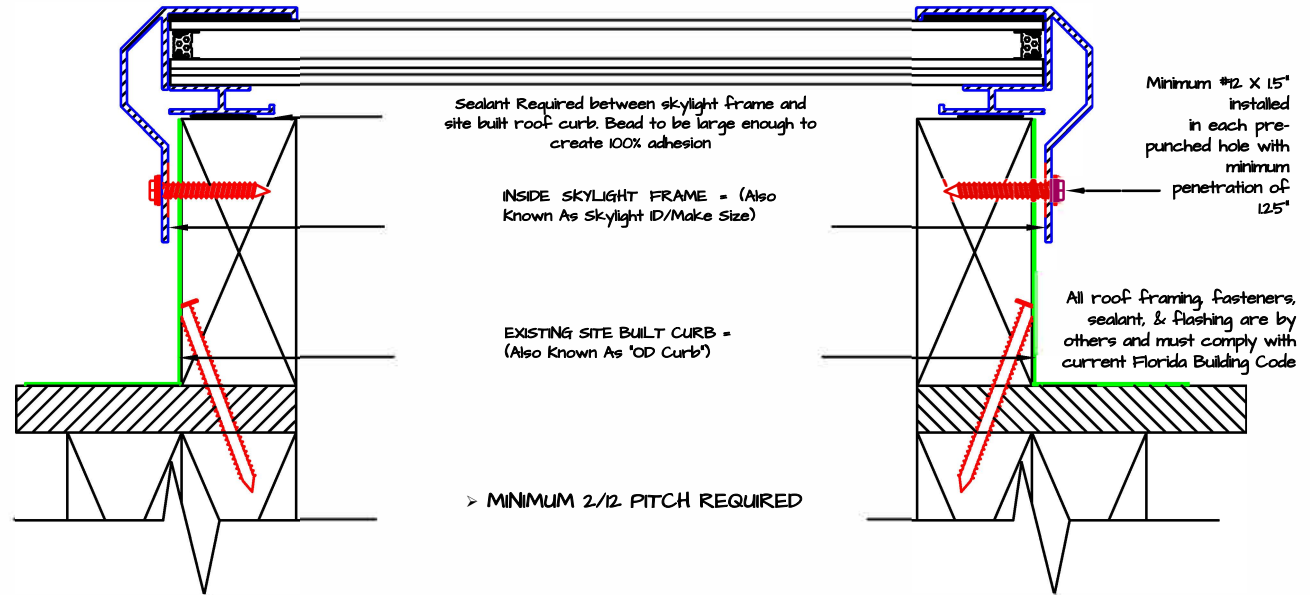 Sealant Required between skylight frame and
site built roof curb. Bead to be large enough to
create 100% adhesion
Minimum #12 X 1.5"
installed
in each pre-
punched hole with
minimum
penetration of
1.25"
INSIDE SKYLIGHT FRAME = (Also
Known As Skylight ID/Make Size)
All roof framing, fasteners,
sealant, & flashing are by
others and must comply with
current Florida Building Code
EXISTING SITE BUILT CURB =
(Also Known As "OD Curb")
➢ MINIMUM 2/12 PITCH REQUIRED